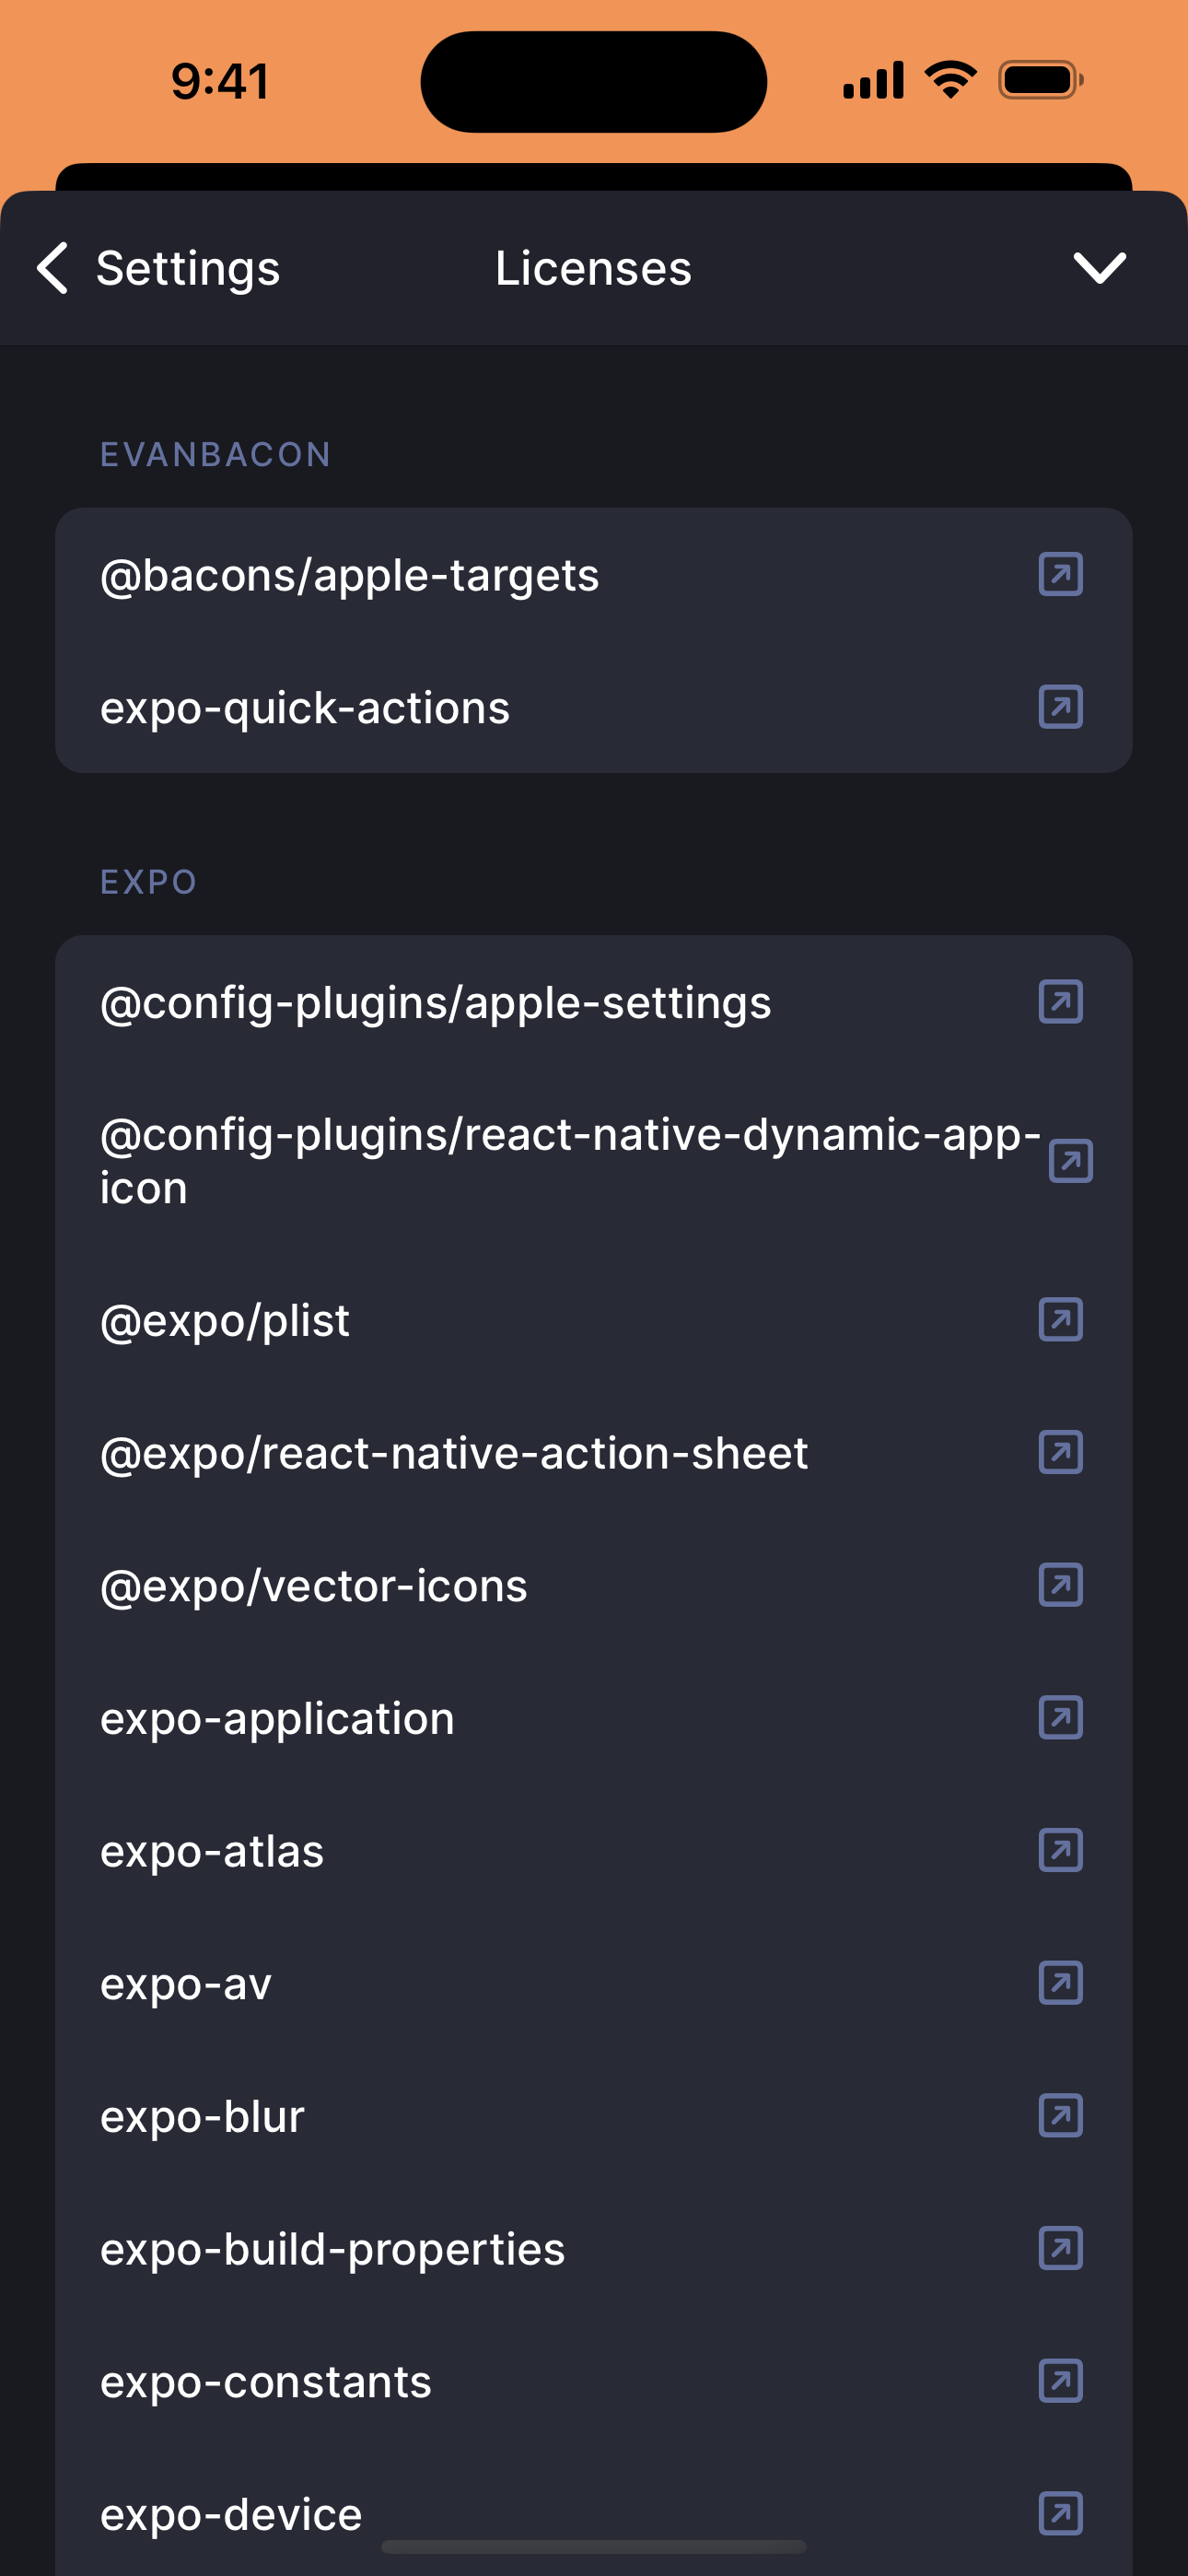 9:41
Settings
Licenses
EVANBACON
@bacons/apple-targets
expo-quick-actions
EXPO
@config-plugins/apple-settings
@config-plugins/react-native-dynamic-app-
icon
@expo/plist
@expo/react-native-action-sheet
@expo/vector-icons
expo-application
expo-atlas
expo-av
expo-blur
expo-build-properties
expo-constants
expo-device